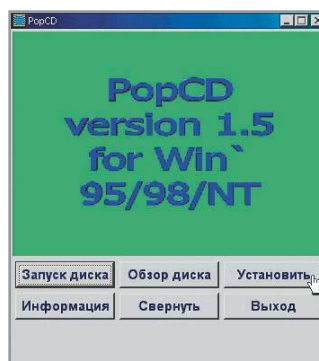 PopCD
PopCD
version 1.5
for Win`
95/98/NT
Запуск диска Обзор диска Установить
Информация Свернуть Выход